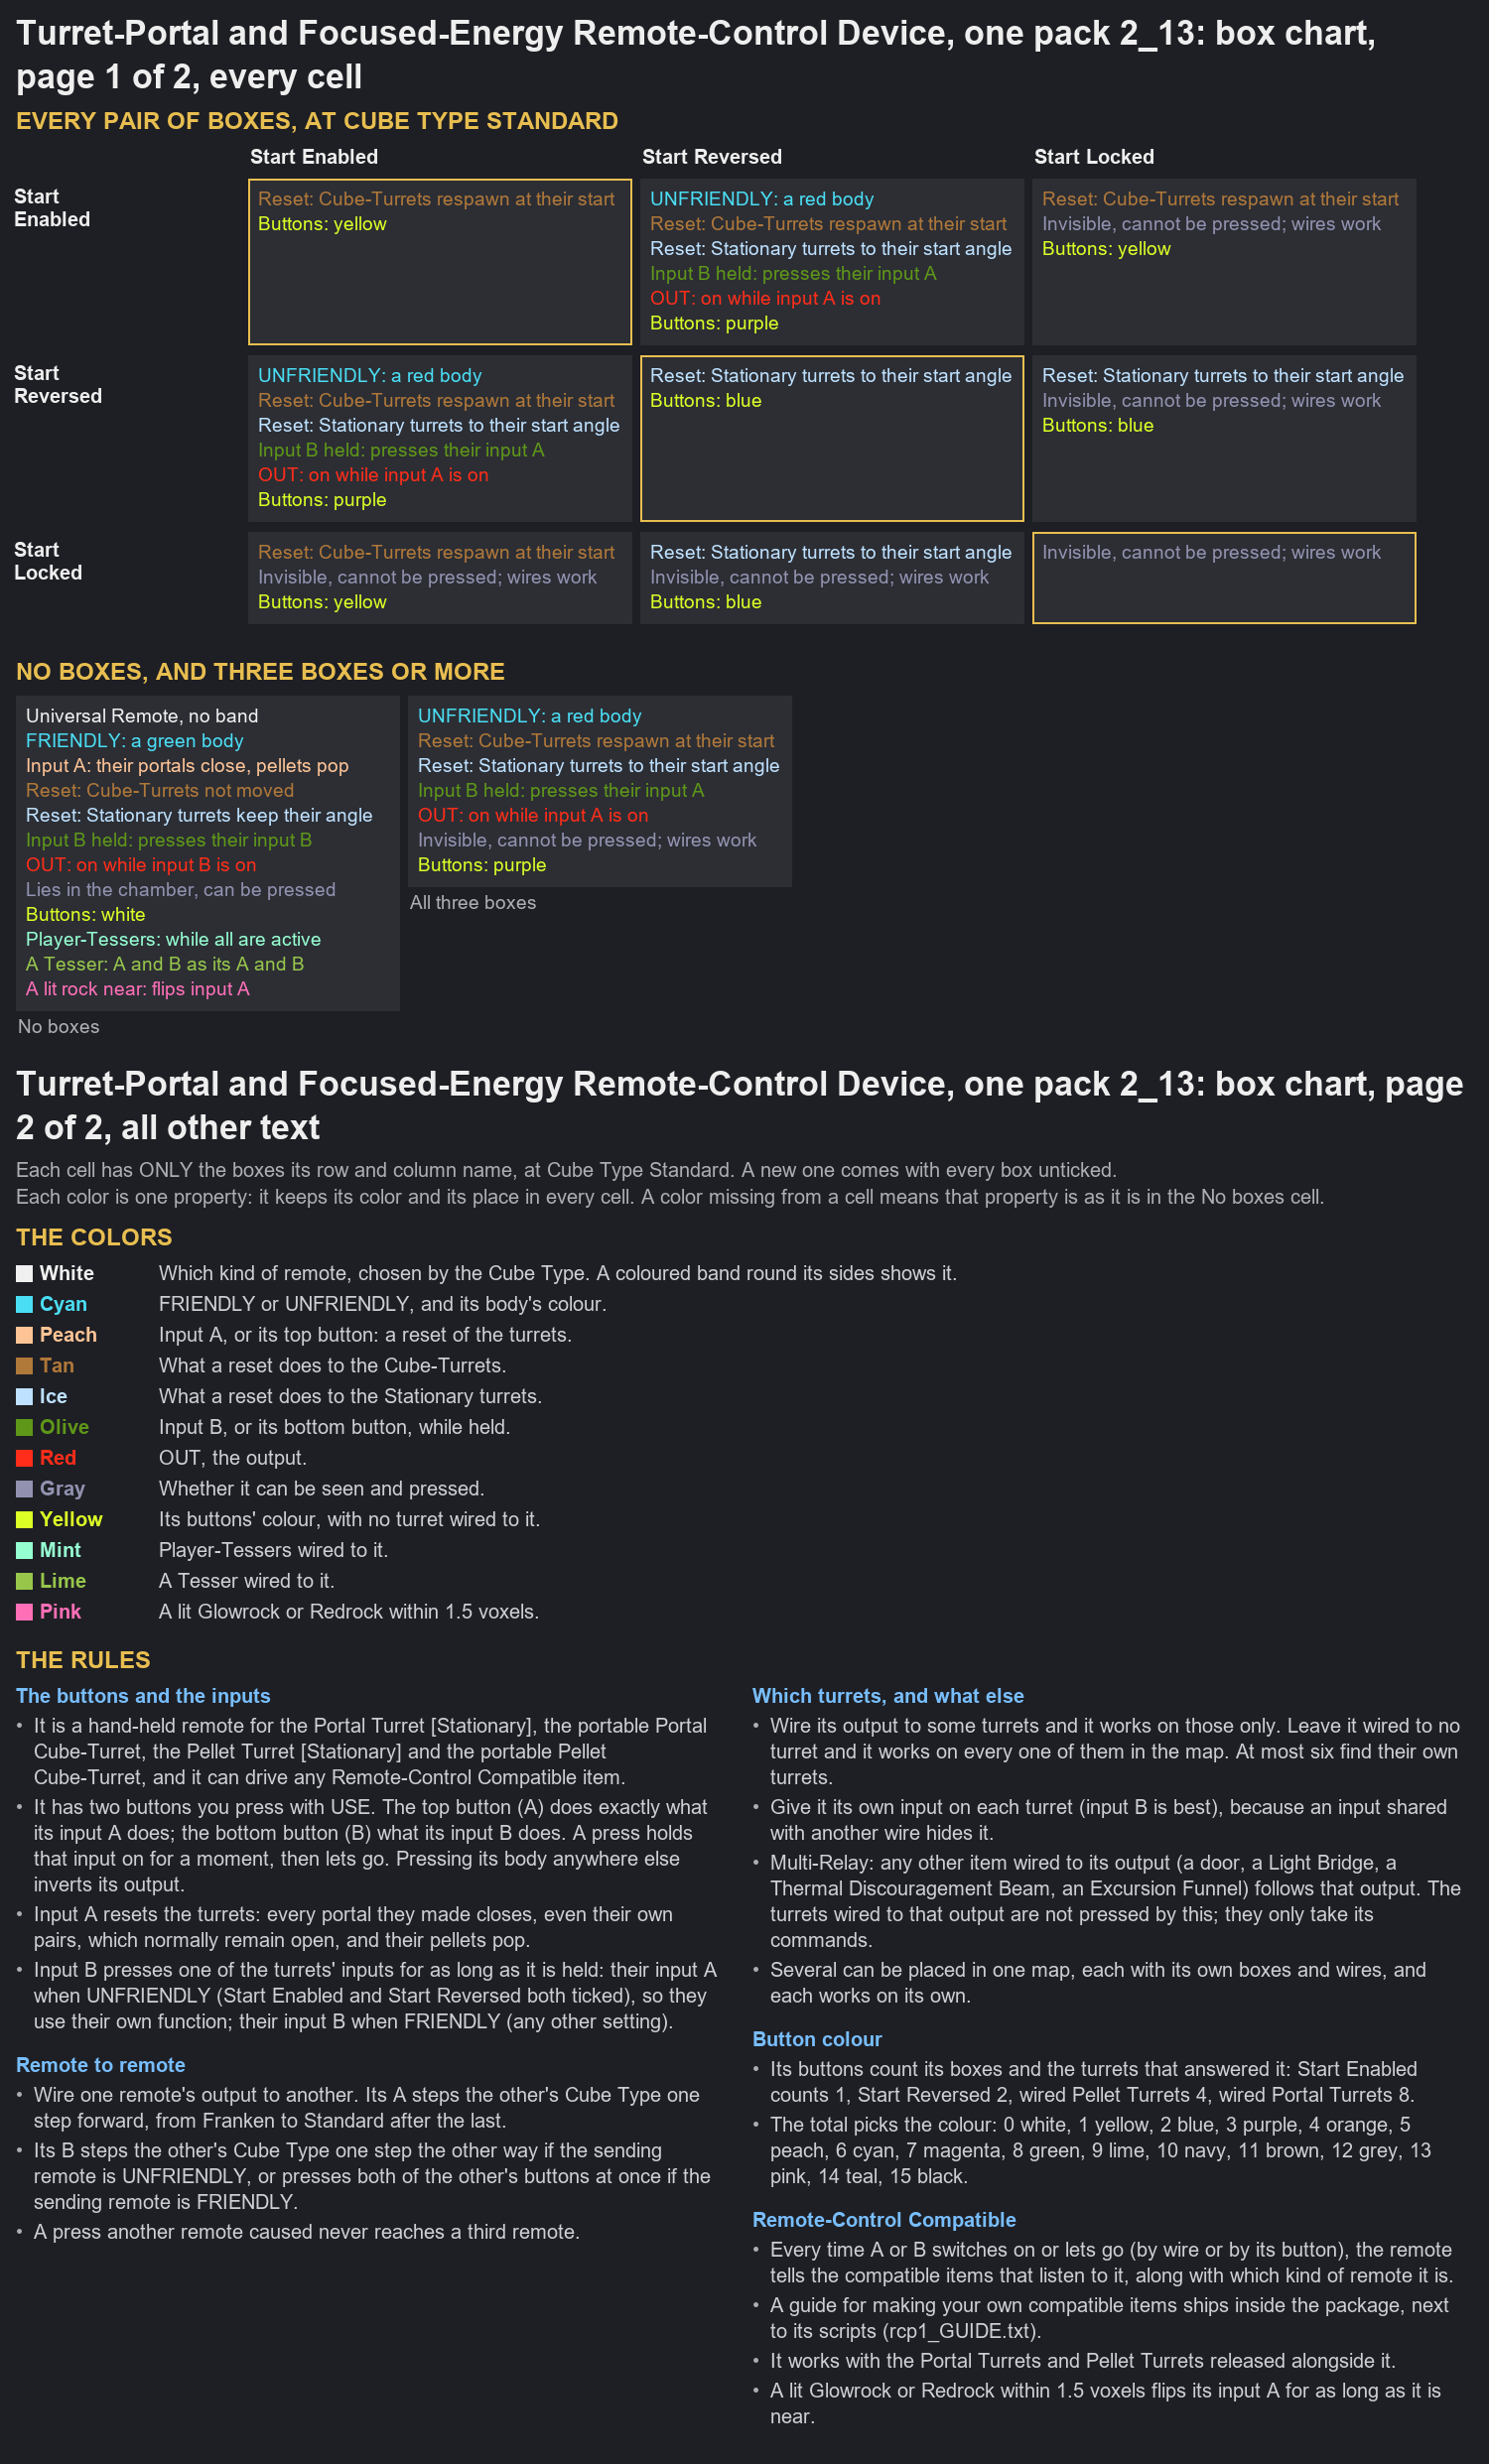 Turret-Portal and Focused-Energy Remote-Control Device, one pack 2_13: box chart,
page 1 of 2, every cell
EVERY PAIR OF BOXES, AT CUBE TYPE STANDARD
Start Enabled
Start Reversed
Start Locked
Start
Enabled
Reset: Cube-Turrets respawn at their start
Buttons: yellow
UNFRIENDLY: a red body
Reset: Cube-Turrets respawn at their start
Reset: Stationary turrets to their start angle
Input B held: presses their input A
OUT: on while input A is on
Buttons: purple
Reset: Cube-Turrets respawn at their start
Invisible, cannot be pressed; wires work
Buttons: yellow
Start
Reversed
UNFRIENDLY: a red body
Reset: Cube-Turrets respawn at their start
Reset: Stationary turrets to their start angle
Input B held: presses their input A
OUT: on while input A is on
Buttons: purple
Reset: Stationary turrets to their start angle
Buttons: blue
Reset: Stationary turrets to their start angle
Invisible, cannot be pressed; wires work
Buttons: blue
Start
Locked
Reset: Cube-Turrets respawn at their start
Invisible, cannot be pressed; wires work
Buttons: yellow
Reset: Stationary turrets to their start angle
Invisible, cannot be pressed; wires work
Buttons: blue
Invisible, cannot be pressed; wires work
NO BOXES, AND THREE BOXES OR MORE
Universal Remote, no band
FRIENDLY: a green body
Input A: their portals close, pellets pop
Reset: Cube-Turrets not moved
Reset: Stationary turrets keep their angle
Input B held: presses their input B
OUT: on while input B is on
Lies in the chamber, can be pressed
Buttons: white
Player-Tessers: while all are active
A Tesser: A and B as its A and B
A lit rock near: flips input A
No boxes
UNFRIENDLY: a red body
Reset: Cube-Turrets respawn at their start
Reset: Stationary turrets to their start angle
Input B held: presses their input A
OUT: on while input A is on
Invisible, cannot be pressed; wires work
Buttons: purple
All three boxes
Turret-Portal and Focused-Energy Remote-Control Device, one pack 2_13: box chart, page
2 of 2, all other text
Each cell has ONLY the boxes its row and column name, at Cube Type Standard. A new one comes with every box unticked.
Each color is one property: it keeps its color and its place in every cell. A color missing from a cell means that property is as it is in the No boxes cell.
THE COLORS
White Which kind of remote, chosen by the Cube Type. A coloured band round its sides shows it.
Cyan FRIENDLY or UNFRIENDLY, and its body's colour.
Peach Input A, or its top button: a reset of the turrets.
Tan What a reset does to the Cube-Turrets.
Ice What a reset does to the Stationary turrets.
Olive Input B, or its bottom button, while held.
Red OUT, the output.
Gray Whether it can be seen and pressed.
Yellow Its buttons' colour, with no turret wired to it.
Mint Player-Tessers wired to it.
Lime A Tesser wired to it.
Pink A lit Glowrock or Redrock within 1.5 voxels.
THE RULES
The buttons and the inputs
• It is a hand-held remote for the Portal Turret [Stationary], the portable Portal
Cube-Turret, the Pellet Turret [Stationary] and the portable Pellet
Cube-Turret, and it can drive any Remote-Control Compatible item.
• It has two buttons you press with USE. The top button (A) does exactly what
its input A does; the bottom button (B) what its input B does. A press holds
that input on for a moment, then lets go. Pressing its body anywhere else
inverts its output.
• Input A resets the turrets: every portal they made closes, even their own
pairs, which normally remain open, and their pellets pop.
• Input B presses one of the turrets' inputs for as long as it is held: their input A
when UNFRIENDLY (Start Enabled and Start Reversed both ticked), so they
use their own function; their input B when FRIENDLY (any other setting).
Remote to remote
• Wire one remote's output to another. Its A steps the other's Cube Type one
step forward, from Franken to Standard after the last.
• Its B steps the other's Cube Type one step the other way if the sending
remote is UNFRIENDLY, or presses both of the other's buttons at once if the
sending remote is FRIENDLY.
• A press another remote caused never reaches a third remote.
Which turrets, and what else
• Wire its output to some turrets and it works on those only. Leave it wired to no
turret and it works on every one of them in the map. At most six find their own
turrets.
• Give it its own input on each turret (input B is best), because an input shared
with another wire hides it.
• Multi-Relay: any other item wired to its output (a door, a Light Bridge, a
Thermal Discouragement Beam, an Excursion Funnel) follows that output. The
turrets wired to that output are not pressed by this; they only take its
commands.
• Several can be placed in one map, each with its own boxes and wires, and
each works on its own.
Button colour
• Its buttons count its boxes and the turrets that answered it: Start Enabled
counts 1, Start Reversed 2, wired Pellet Turrets 4, wired Portal Turrets 8.
• The total picks the colour: 0 white, 1 yellow, 2 blue, 3 purple, 4 orange, 5
peach, 6 cyan, 7 magenta, 8 green, 9 lime, 10 navy, 11 brown, 12 grey, 13
pink, 14 teal, 15 black.
Remote-Control Compatible
• Every time A or B switches on or lets go (by wire or by its button), the remote
tells the compatible items that listen to it, along with which kind of remote it is.
• A guide for making your own compatible items ships inside the package, next
to its scripts (rcp1_GUIDE.txt).
• It works with the Portal Turrets and Pellet Turrets released alongside it.
• A lit Glowrock or Redrock within 1.5 voxels flips its input A for as long as it is
near.